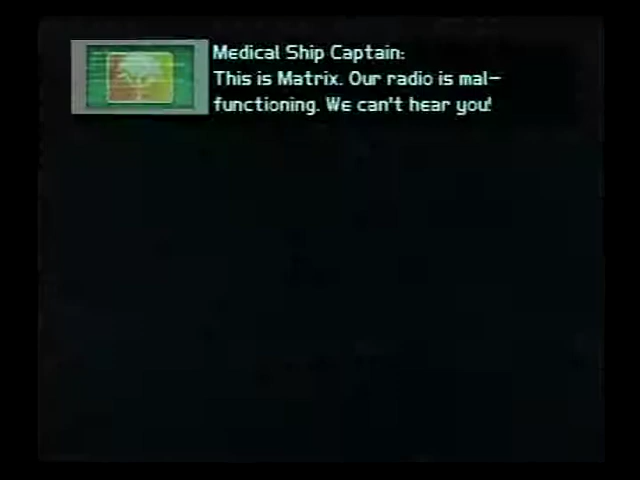 Medical Ship Captain:
This is Matrix. Our radio is mal-
functioning. We can't hear you!